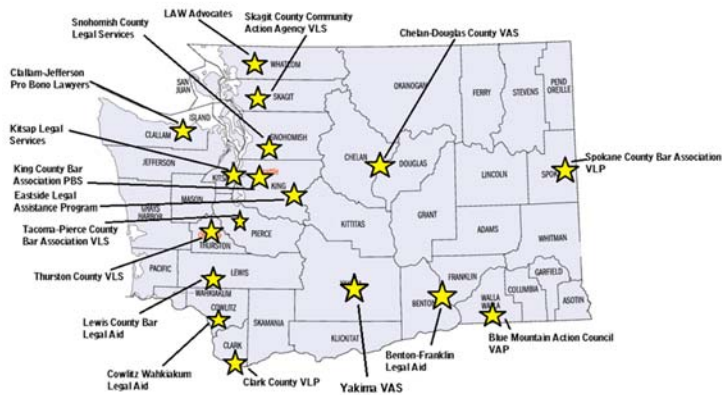 LAW Advocates
Skagit County Community
Action Agency VLS
Snohomish County
Legal Services
Chelan-Douglas County VAS
Clallam-Jefferson
Pro Bono Lawyers
Kitsap Legal
Services
King County Bar
Association PBS
Eastside Legal
Assistance Program
Tacoma-Pierce County
Bar Association VLS
Thurston County VLS
Lewis County Bar
Legal Aid
Cowlitz Wahkiakum
Legal Aid
Clark County VLP
Yakima VAS
Benton-Franklin
Legal Aid
Blue Mountain Action Council
VAP
Spokane County Bar Association
VLP
WHATCOM
SAN
JUAN
SKAGIT
ISLAND
CLALLAM
SNOHOMISH
JEFFERSON
KITS
KING
MASON
GRAYS
HARBOR
THURSTON
PIERCE
PACIFIC
LEWIS
WAHKIAKUM
COWLITZ
CLARK
SKAMANIA
OKANOGAN
CHELAN
DOUGLAS
KITTITAS
GRANT
KLICKITAT
BENTON
FRANKLIN
FERRY
STEVENS
PEND
OREILLE
LINCOLN
SPO
ADAMS
WHITMAN
WALLA
WALLA
COLUMBIA
GARFIELD
ASOTIN